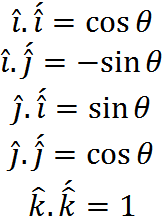 î.î́ = cos θ
î.ĵ́ = −sin θ
ĵ.î́ = sin θ
ĵ.ĵ́ = cos θ
k̂.k̂́ = 1